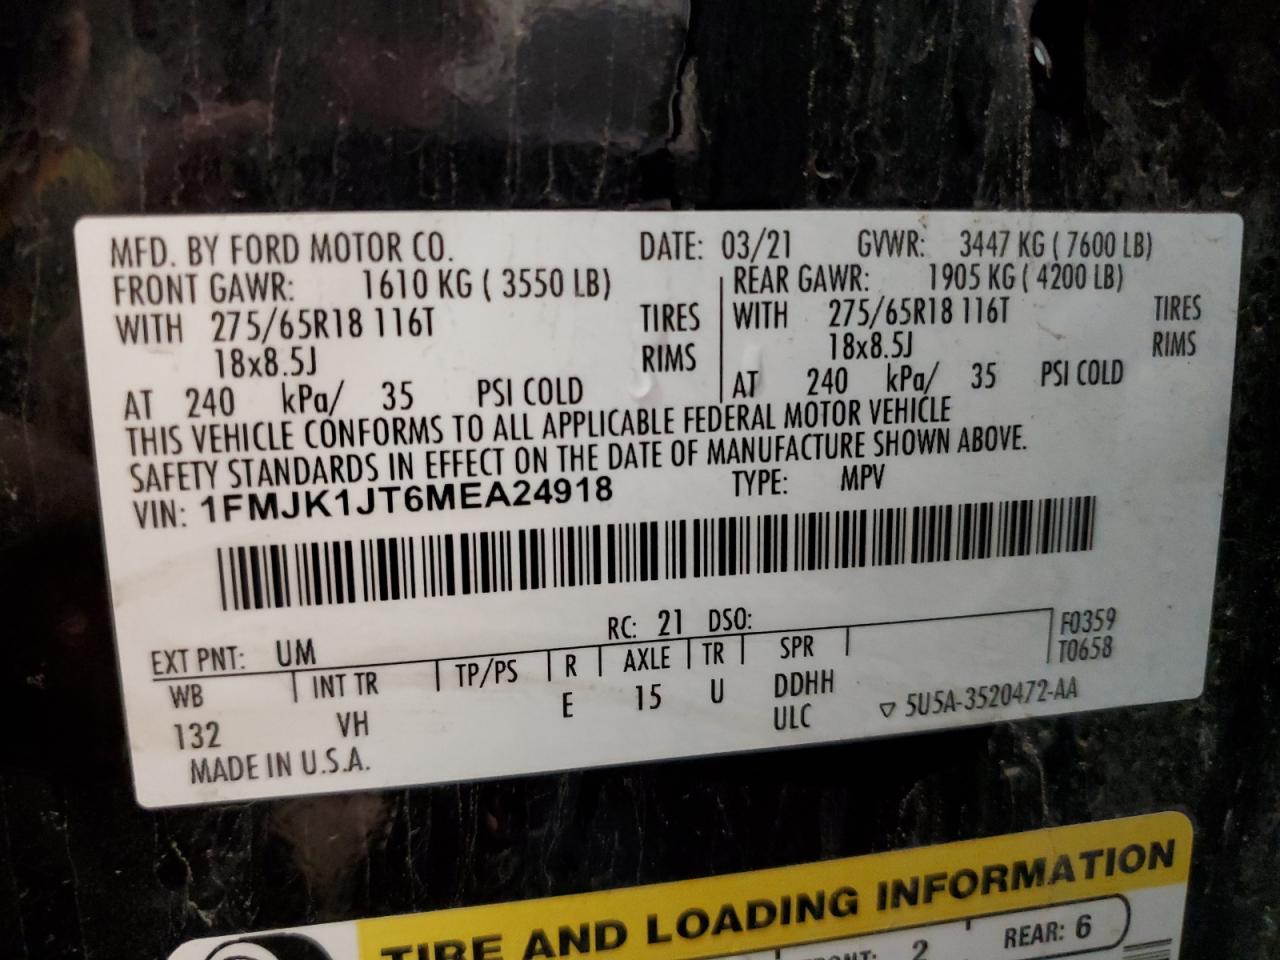 MFD. BY FORD MOTOR CO. DATE: 03/21 GVWR: 3447 KG ( 7600 LB)
FRONT GAWR: 1610 KG ( 3550 LB) REAR GAWR: 1905 KG ( 4200 LB)
WITH 275/65R18 116T TIRES WITH 275/65R18 116T TIRES
18x8.5J RIMS 18x8.5J RIMS
AT 240 kPa/ 35 PSI COLD AT 240 kPa/ 35 PSI COLD
THIS VEHICLE CONFORMS TO ALL APPLICABLE FEDERAL MOTOR VEHICLE
SAFETY STANDARDS IN EFFECT ON THE DATE OF MANUFACTURE SHOWN ABOVE.
VIN: 1FMJK1JT6MEA24918 TYPE: MPV
EXT PNT: UM RC: 21 DSO: F0359
WB INT TR TP/PS R AXLE TR SPR T0658
132 VH E 15 U DDHH 5U5A-3520472-AA
ULC
MADE IN U.S.A.
TIRE AND LOADING INFORMATION
2 REAR: 6